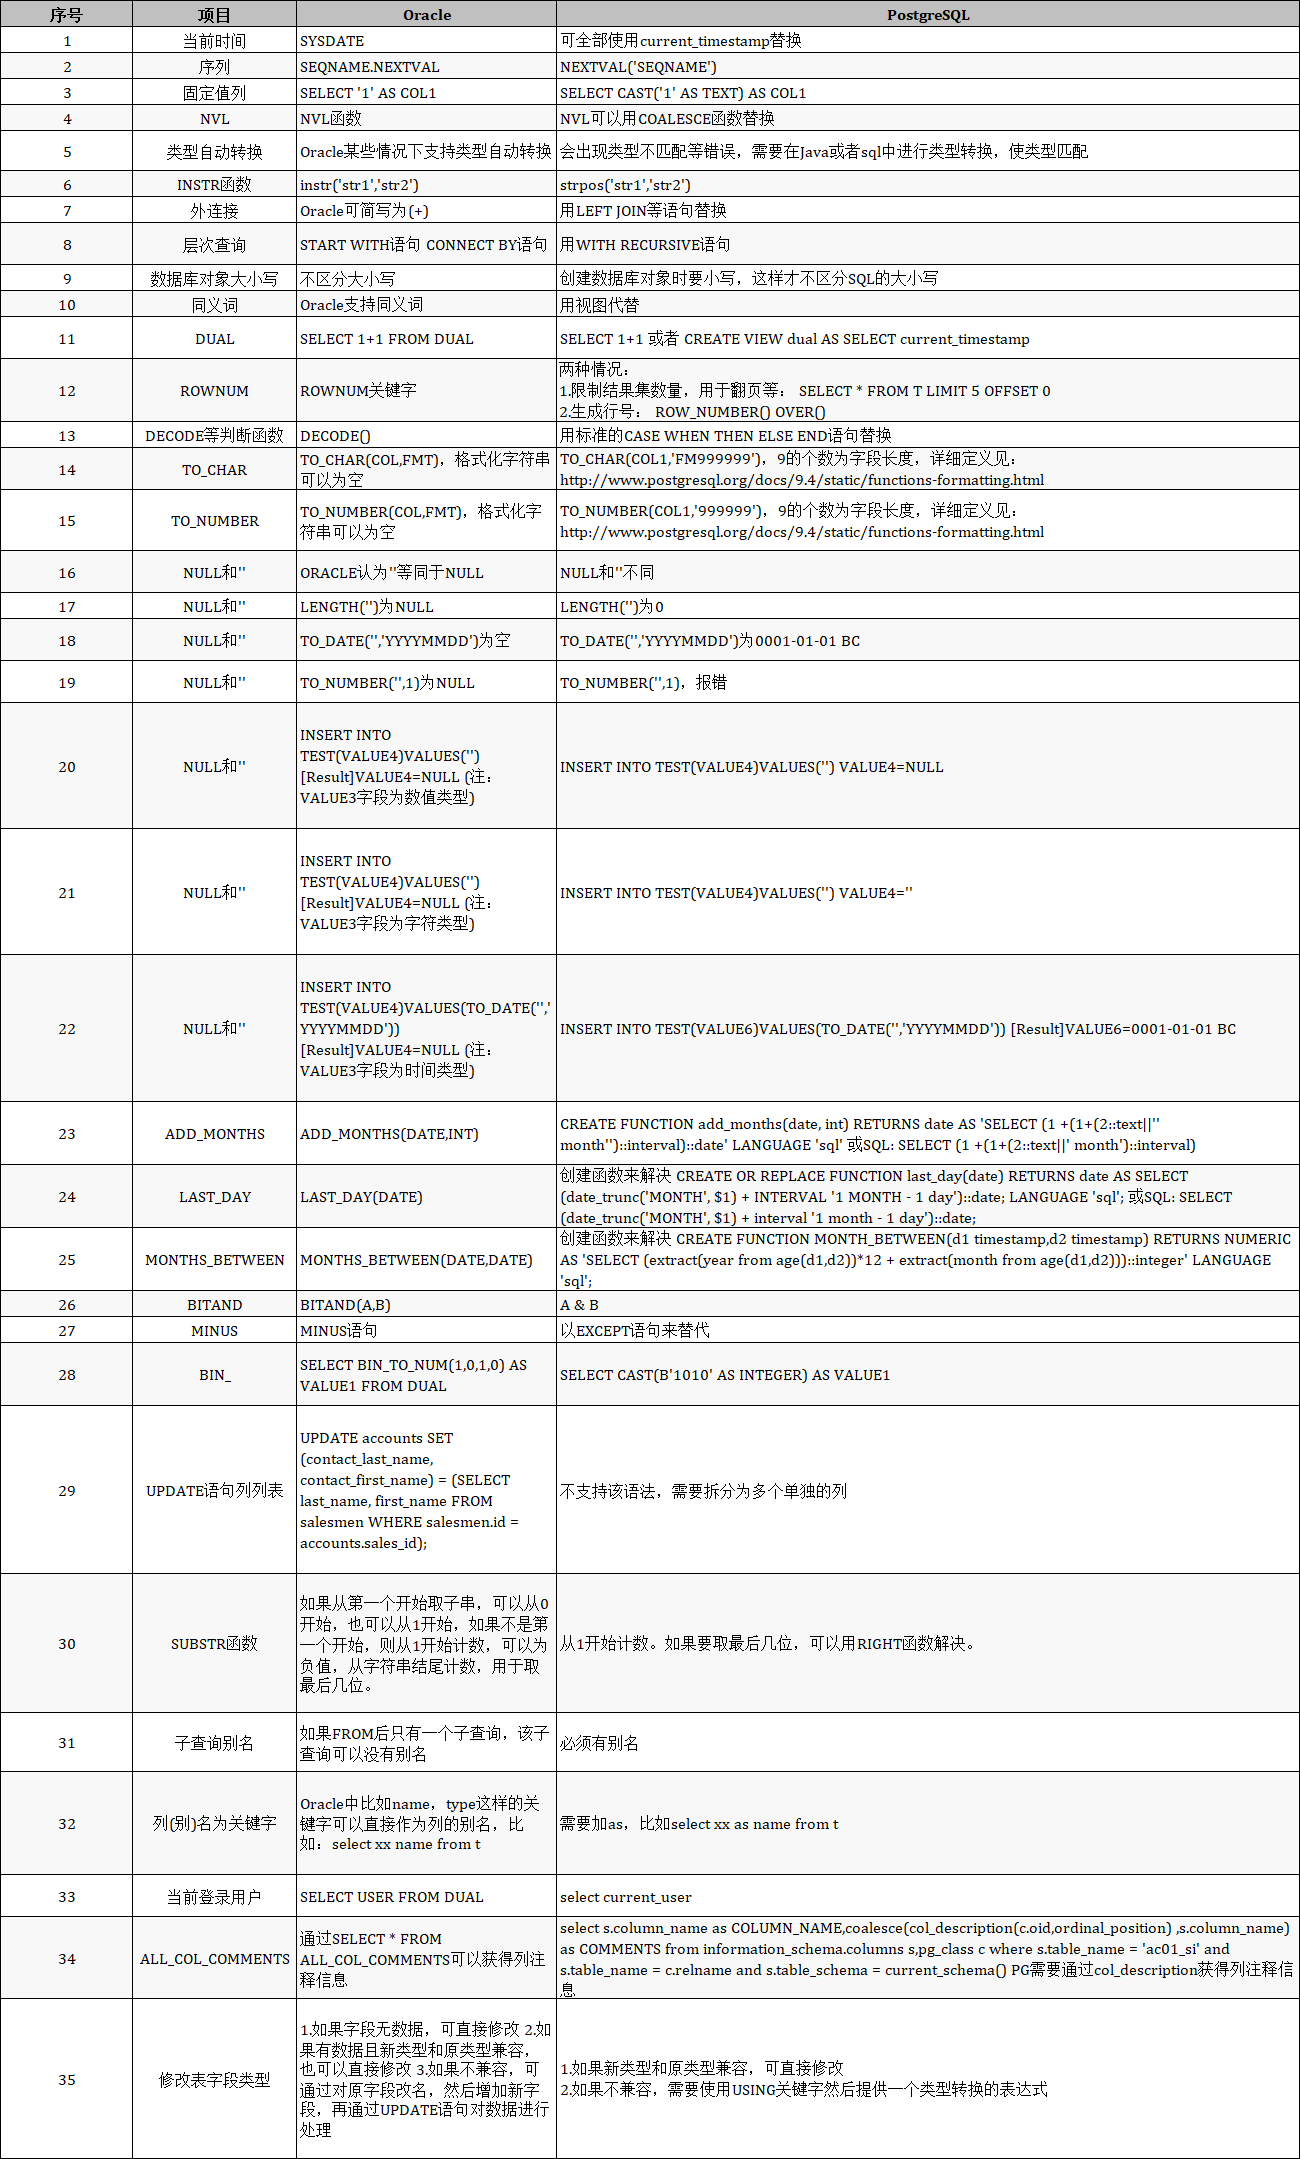 序号 项目 Oracle PostgreSQL
1 当前时间 SYSDATE 可全部使用current_timestamp替换
2 序列 SEQNAME.NEXTVAL NEXTVAL('SEQNAME')
3 固定值列 SELECT '1' AS COL1 SELECT CAST('1' AS TEXT) AS COL1
4 NVL NVL函数 NVL可以用COALESCE函数替换
5 类型自动转换 Oracle某些情况下支持类型自动转换 会出现类型不匹配等错误，需要在Java或者sql中进行类型转换，使类型匹配
6 INSTR函数 instr('str1','str2') strpos('str1','str2')
7 外连接 Oracle可简写为(+) 用LEFT JOIN等语句替换
8 层次查询 START WITH语句 CONNECT BY语句 用WITH RECURSIVE语句
9 数据库对象大小写 不区分大小写 创建数据库对象时要小写，这样才不区分SQL的大小写
10 同义词 Oracle支持同义词 用视图代替
11 DUAL SELECT 1+1 FROM DUAL SELECT 1+1 或者 CREATE VIEW dual AS SELECT current_timestamp
12 ROWNUM ROWNUM关键字 两种情况：
1.限制结果集数量，用于翻页等： SELECT * FROM T LIMIT 5 OFFSET 0
2.生成行号： ROW_NUMBER() OVER()
13 DECODE等判断函数 DECODE() 用标准的CASE WHEN THEN ELSE END语句替换
14 TO_CHAR TO_CHAR(COL,FMT)，格式化字符串
可以为空
TO_CHAR(COL1,'FM999999')，9的个数为字段长度，详细定义见：
http://www.postgresql.org/docs/9.4/static/functions-formatting.html
15 TO_NUMBER TO_NUMBER(COL,FMT)，格式化字
符串可以为空
TO_NUMBER(COL1,'999999')，9的个数为字段长度，详细定义见：
http://www.postgresql.org/docs/9.4/static/functions-formatting.html
16 NULL和'' ORACLE认为''等同于NULL NULL和''不同
17 NULL和'' LENGTH('')为NULL LENGTH('')为0
18 NULL和'' TO_DATE('','YYYYMMDD')为空 TO_DATE('','YYYYMMDD')为0001-01-01 BC
19 NULL和'' TO_NUMBER('',1)为NULL TO_NUMBER('',1)，报错
20 NULL和'' INSERT INTO
TEST(VALUE4)VALUES('')
[Result]VALUE4=NULL (注：
VALUE3字段为数值类型)
INSERT INTO TEST(VALUE4)VALUES('') VALUE4=NULL
21 NULL和'' INSERT INTO
TEST(VALUE4)VALUES('')
[Result]VALUE4=NULL (注：
VALUE3字段为字符类型)
INSERT INTO TEST(VALUE4)VALUES('') VALUE4=''
22 NULL和'' INSERT INTO
TEST(VALUE4)VALUES(TO_DATE('','
YYYYMMDD'))
[Result]VALUE4=NULL (注：
VALUE3字段为时间类型)
INSERT INTO TEST(VALUE6)VALUES(TO_DATE('','YYYYMMDD')) [Result]VALUE6=0001-01-01 BC
23 ADD_MONTHS ADD_MONTHS(DATE,INT) CREATE FUNCTION add_months(date, int) RETURNS date AS 'SELECT (1 +(1+(2::text||''
month'')::interval)::date' LANGUAGE 'sql' 或SQL: SELECT (1 +(1+(2::text||' month')::interval)
24 LAST_DAY LAST_DAY(DATE) 创建函数来解决 CREATE OR REPLACE FUNCTION last_day(date) RETURNS date AS SELECT
(date_trunc('MONTH', $1) + INTERVAL '1 MONTH - 1 day')::date; LANGUAGE 'sql'; 或SQL: SELECT
(date_trunc('MONTH', $1) + interval '1 month - 1 day')::date;
25 MONTHS_BETWEEN MONTHS_BETWEEN(DATE,DATE) 创建函数来解决 CREATE FUNCTION MONTH_BETWEEN(d1 timestamp,d2 timestamp) RETURNS NUMERIC
AS 'SELECT (extract(year from age(d1,d2))*12 + extract(month from age(d1,d2)))::integer' LANGUAGE
'sql';
26 BITAND BITAND(A,B) A & B
27 MINUS MINUS语句 以EXCEPT语句来替代
28 BIN_ SELECT BIN_TO_NUM(1,0,1,0) AS
VALUE1 FROM DUAL
SELECT CAST(B'1010' AS INTEGER) AS VALUE1
29 UPDATE语句列列表 UPDATE accounts SET
(contact_last_name,
contact_first_name) = (SELECT
last_name, first_name FROM
salesmen WHERE salesmen.id =
accounts.sales_id);
不支持该语法，需要拆分为多个单独的列
30 SUBSTR函数 如果从第一个开始取子串，可以从0
开始，也可以从1开始，如果不是第
一个开始，则从1开始计数，可以为
负值，从字符串结尾计数，用于取
最后几位。
从1开始计数。如果要取最后几位，可以用RIGHT函数解决。
31 子查询别名 如果FROM后只有一个子查询，该子
查询可以没有别名
必须有别名
32 列(别)名为关键字 Oracle中比如name，type这样的关
键字可以直接作为列的别名，比
如：select xx name from t
需要加as，比如select xx as name from t
33 当前登录用户 SELECT USER FROM DUAL select current_user
34 ALL_COL_COMMENTS 通过SELECT * FROM
ALL_COL_COMMENTS可以获得列注
释信息
select s.column_name as COLUMN_NAME,coalesce(col_description(c.oid,ordinal_position) ,s.column_name)
as COMMENTS from information_schema.columns s,pg_class c where s.table_name = 'ac01_si' and
s.table_name = c.relname and s.table_schema = current_schema() PG需要通过col_description获得列注释信
息
35 修改表字段类型 1.如果字段无数据，可直接修改 2.如
果有数据且新类型和原类型兼容，
也可以直接修改 3.如果不兼容，可
通过对原字段改名，然后增加新字
段，再通过UPDATE语句对数据进行
处理
1.如果新类型和原类型兼容，可直接修改
2.如果不兼容，需要使用USING关键字然后提供一个类型转换的表达式